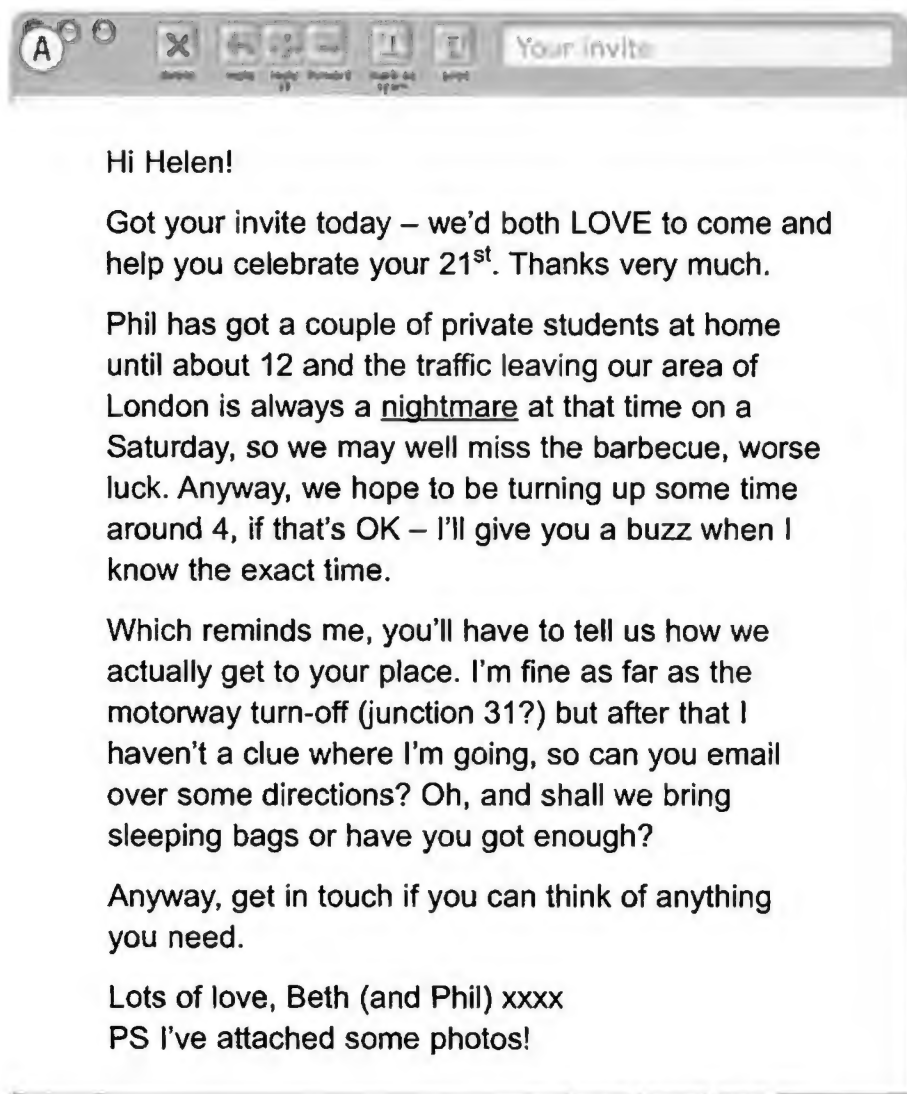 A
Your invite
Hi Helen!
Got your invite today – we'd both LOVE to come and
help you celebrate your 21st. Thanks very much.
Phil has got a couple of private students at home
until about 12 and the traffic leaving our area of
London is always a nightmare at that time on a
Saturday, so we may well miss the barbecue, worse
luck. Anyway, we hope to be turning up some time
around 4, if that's OK – I'll give you a buzz when I
know the exact time.
Which reminds me, you'll have to tell us how we
actually get to your place. I'm fine as far as the
motorway turn-off (junction 31?) but after that I
haven't a clue where I'm going, so can you email
over some directions? Oh, and shall we bring
sleeping bags or have you got enough?
Anyway, get in touch if you can think of anything
you need.
Lots of love, Beth (and Phil) xxxx
PS I've attached some photos!